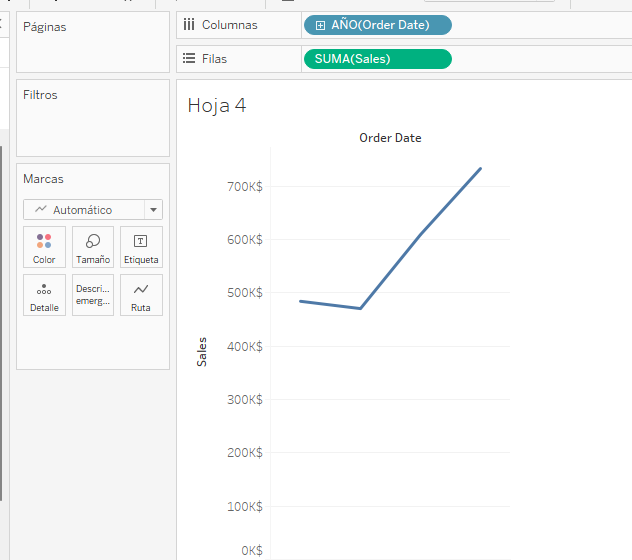 Páginas
Columnas
AÑO(Order Date)
Filas
SUMA(Sales)
Filtros
Hoja 4
Order Date
Marcas
Automático
Color
Tamaño
Etiqueta
Detalle
Descri...
emerg...
Ruta
Sales
700K$
600K$
500K$
400K$
300K$
200K$
100K$
0K$